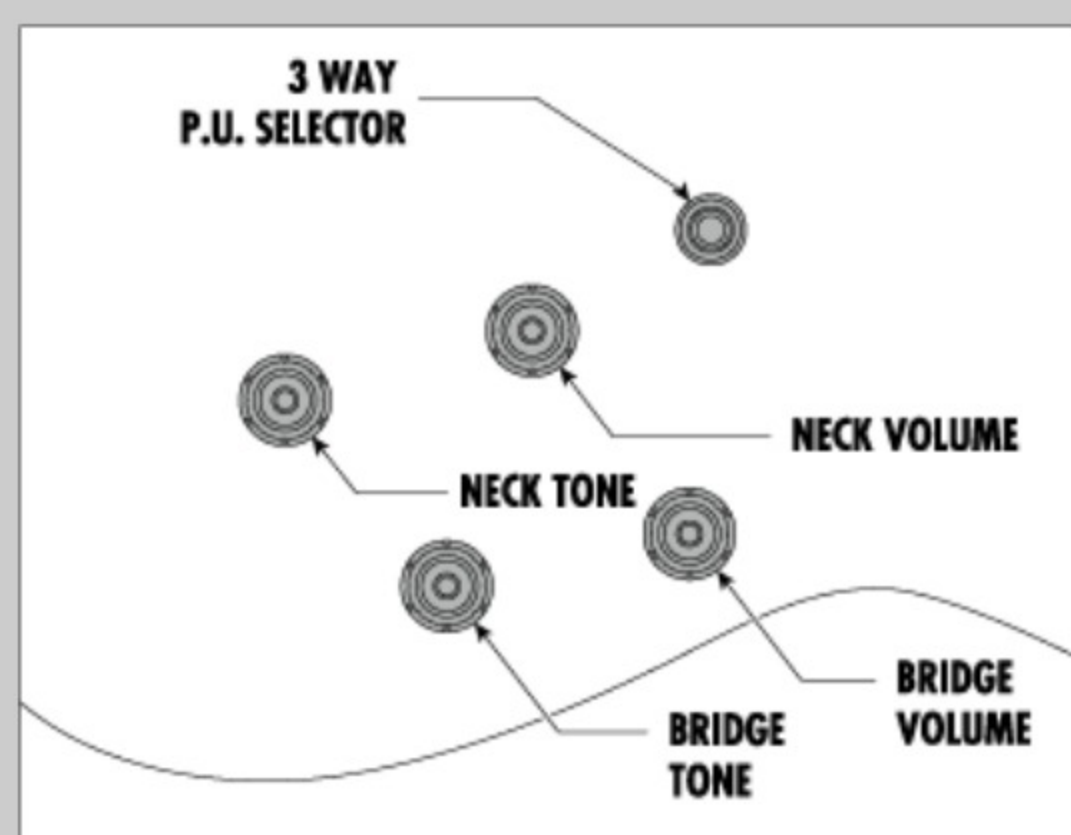 3 WAY
P.U. SELECTOR
NECK VOLUME
NECK TONE
BRIDGE
VOLUME
BRIDGE
TONE